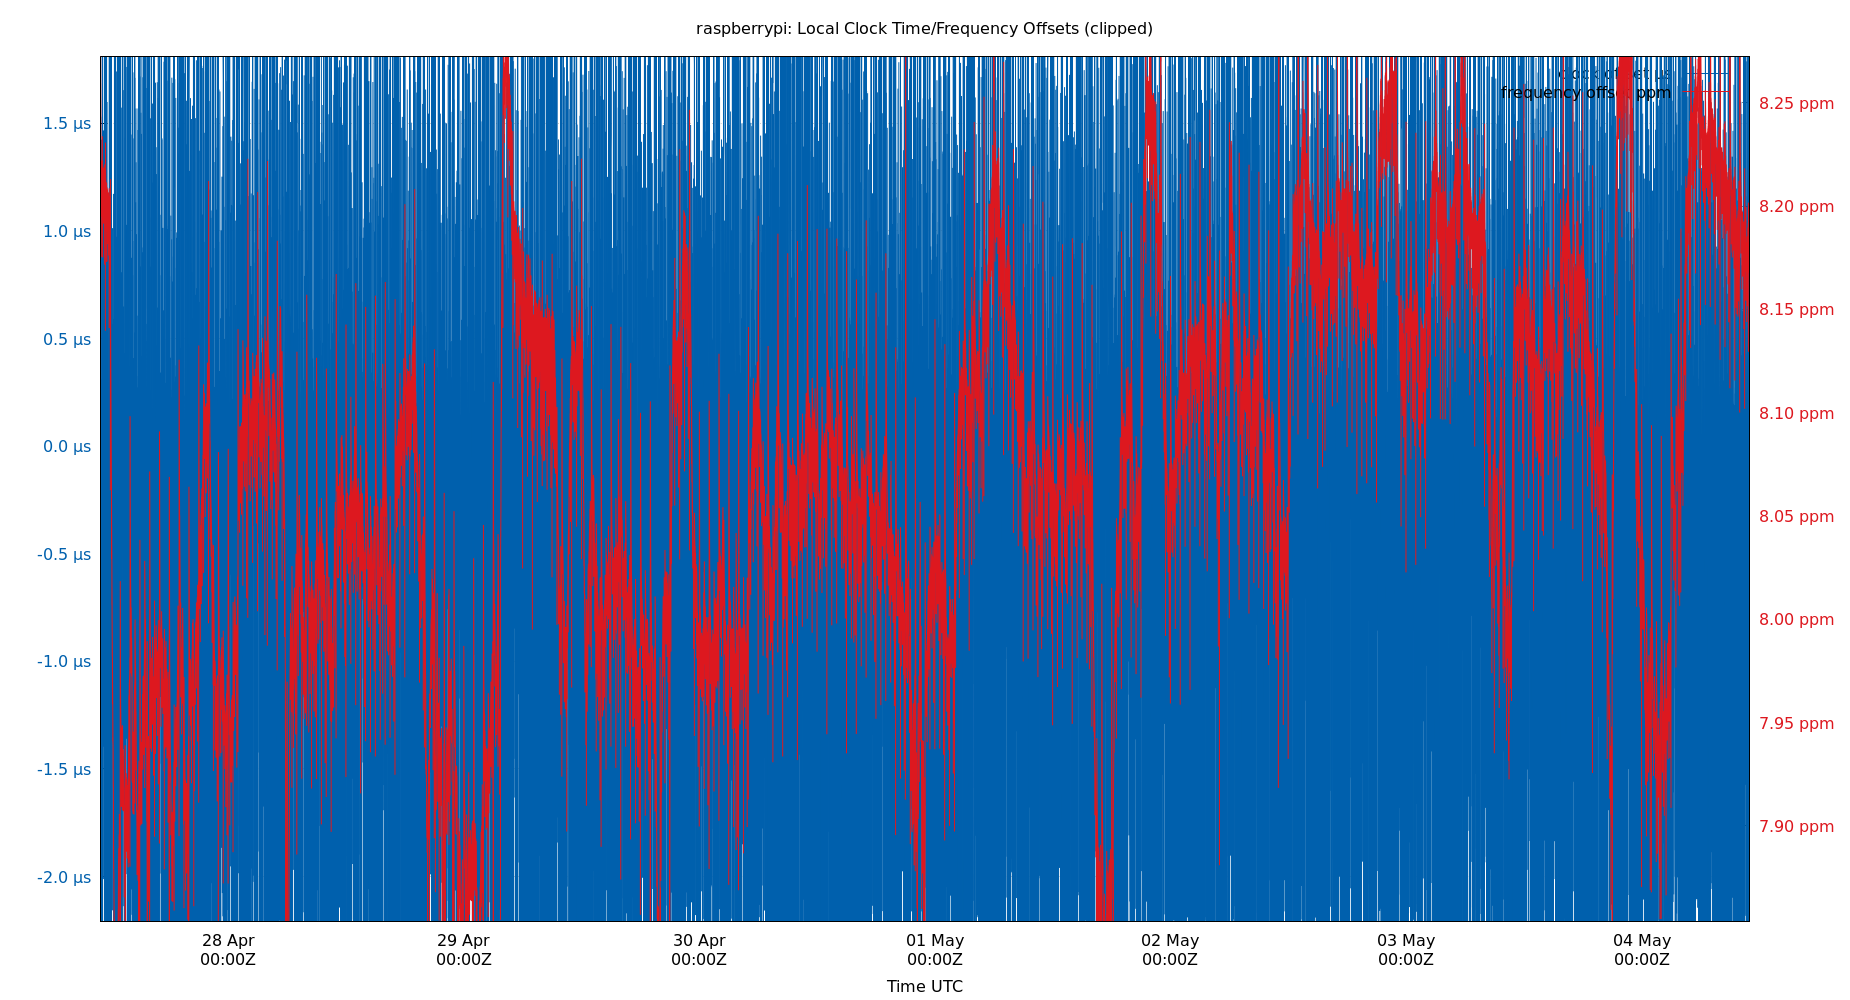 raspberrypi: Local Clock Time/Frequency Offsets (clipped)
clock offset µs
frequency offset ppm
1.5 µs
1.0 µs
0.5 µs
0.0 µs
-0.5 µs
-1.0 µs
-1.5 µs
-2.0 µs
8.25 ppm
8.20 ppm
8.15 ppm
8.10 ppm
8.05 ppm
8.00 ppm
7.95 ppm
7.90 ppm
28 Apr
00:00Z
29 Apr
00:00Z
30 Apr
00:00Z
01 May
00:00Z
02 May
00:00Z
03 May
00:00Z
04 May
00:00Z
Time UTC